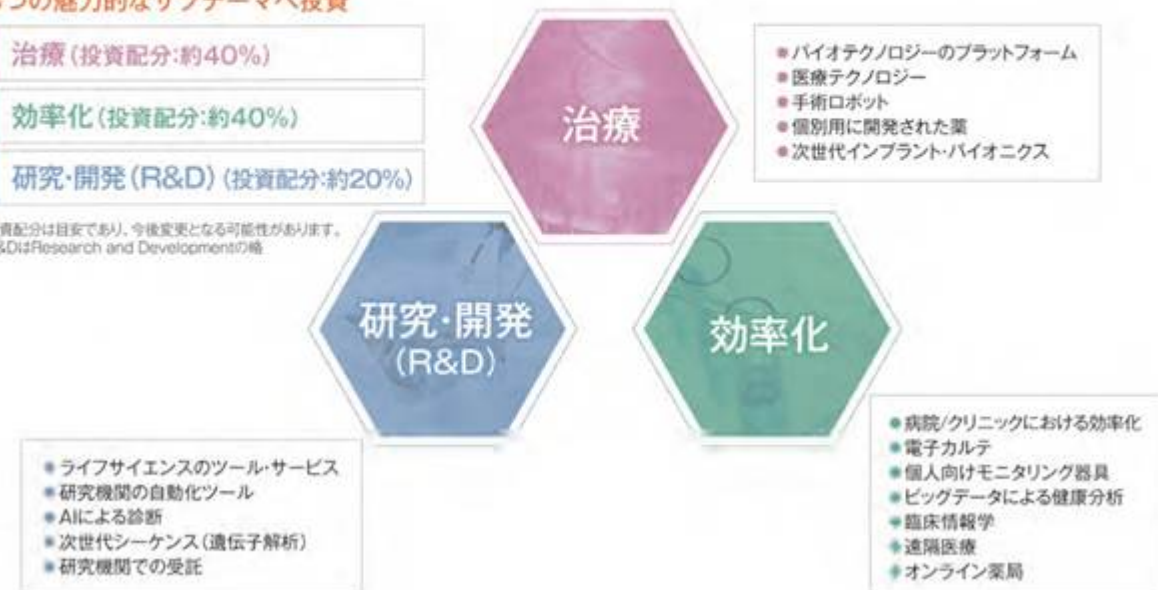 つの魅力的なサブテーマへ投資
治療(投資配分:約40%)
効率化(投資配分:約40%)
研究・開発(R&D)(投資配分:約20%)
資配分は目安であり、今後変更となる可能性があります。
&DはResearch and Developmentの略
治療
・バイオテクノロジーのプラットフォーム
・医療テクノロジー
・手術ロボット
・個別用に開発された薬
・次世代インプラント・バイオニクス
研究・開発
(R&D)
効率化
・ライフサイエンスのツール・サービス
・研究機関の自動化ツール
・AIによる診断
・次世代シーケンス(遺伝子解析)
・研究機関での受託
・病院/クリニックにおける効率化
・電子カルテ
・個人向けモニタリング器具
・ビッグデータによる健康分析
・臨床情報学
・遠隔医療
・オンライン薬局